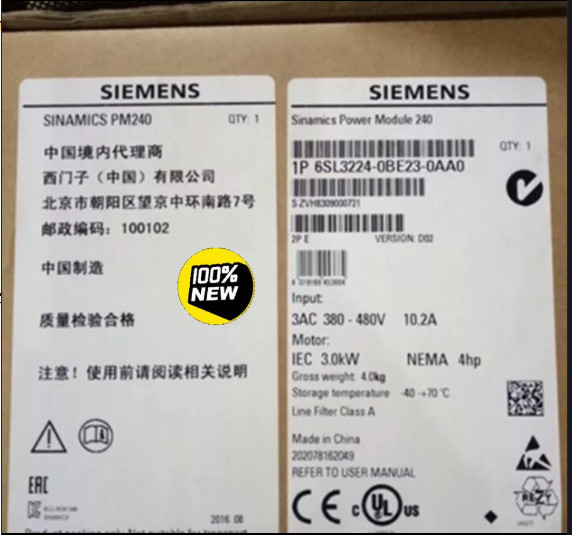 SIEMENS
SINAMICS PM240 QTY: 1
中国境内代理商
西门子（中国）有限公司
北京市朝阳区望京中环南路7号
邮政编码：100102
中国制造
100%
NEW
质量检验合格
注意！使用前请阅读相关说明
EAC
2016.08
SIEMENS
Sinamics Power Module 240
QTY: 1
1P 6SL3224-0BE23-0AA0
S ZVH8309000721
2P E VERSION: D02
Input:
3AC 380 - 480V 10.2A
Motor:
IEC 3.0kW NEMA 4hp
Gross weight: 4.0kg
Storage temperature -40→70°C
Line Filter Class A
Made in China
202078162049
REFER TO USER MANUAL
CE c UL US